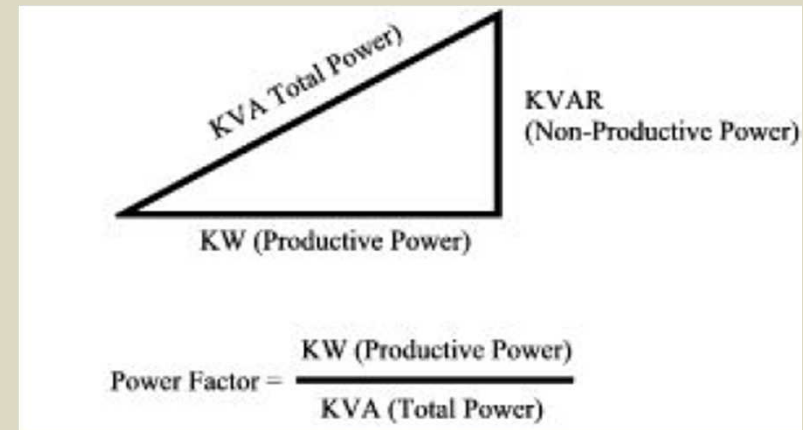 KVA Total Power)
KVAR
(Non-Productive Power)
KW (Productive Power)
Power Factor =
KW (Productive Power)
KVA (Total Power)